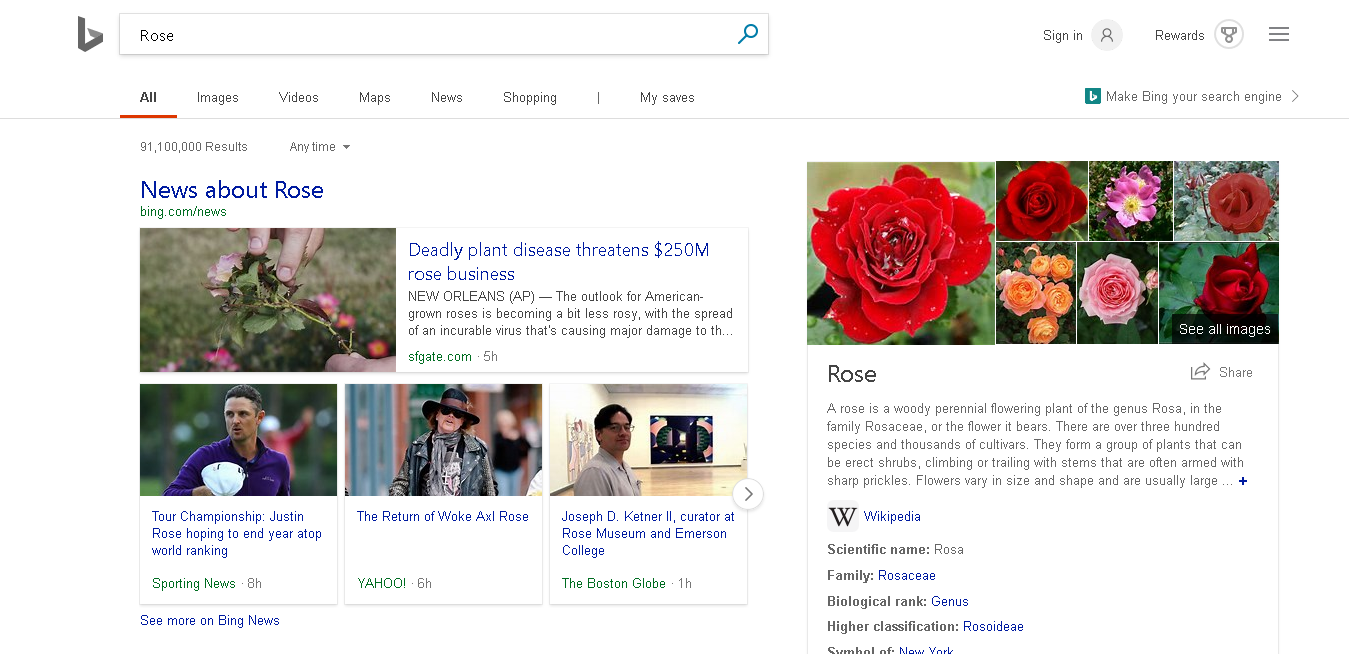 Rose
Sign in
Rewards
All
Images
Videos
Maps
News
Shopping
|
My saves
Make Bing your search engine
91,100,000 Results
Any time
News about Rose
bing.com/news
Deadly plant disease threatens $250M
rose business
NEW ORLEANS (AP) — The outlook for American-
grown roses is becoming a bit less rosy, with the spread
of an incurable virus that's causing major damage to th...
sfgate.com · 5h
Tour Championship: Justin
Rose hoping to end year atop
world ranking
Sporting News · 8h
The Return of Woke Axl Rose
YAHOO! · 6h
Joseph D. Ketner II, curator at
Rose Museum and Emerson
College
The Boston Globe · 1h
See more on Bing News
See all images
Rose
Share
A rose is a woody perennial flowering plant of the genus Rosa, in the
family Rosaceae, or the flower it bears. There are over three hundred
species and thousands of cultivars. They form a group of plants that can
be erect shrubs, climbing or trailing with stems that are often armed with
sharp prickles. Flowers vary in size and shape and are usually large ... +
W Wikipedia
Scientific name: Rosa
Family: Rosaceae
Biological rank: Genus
Higher classification: Rosoideae
Symbol of: New York